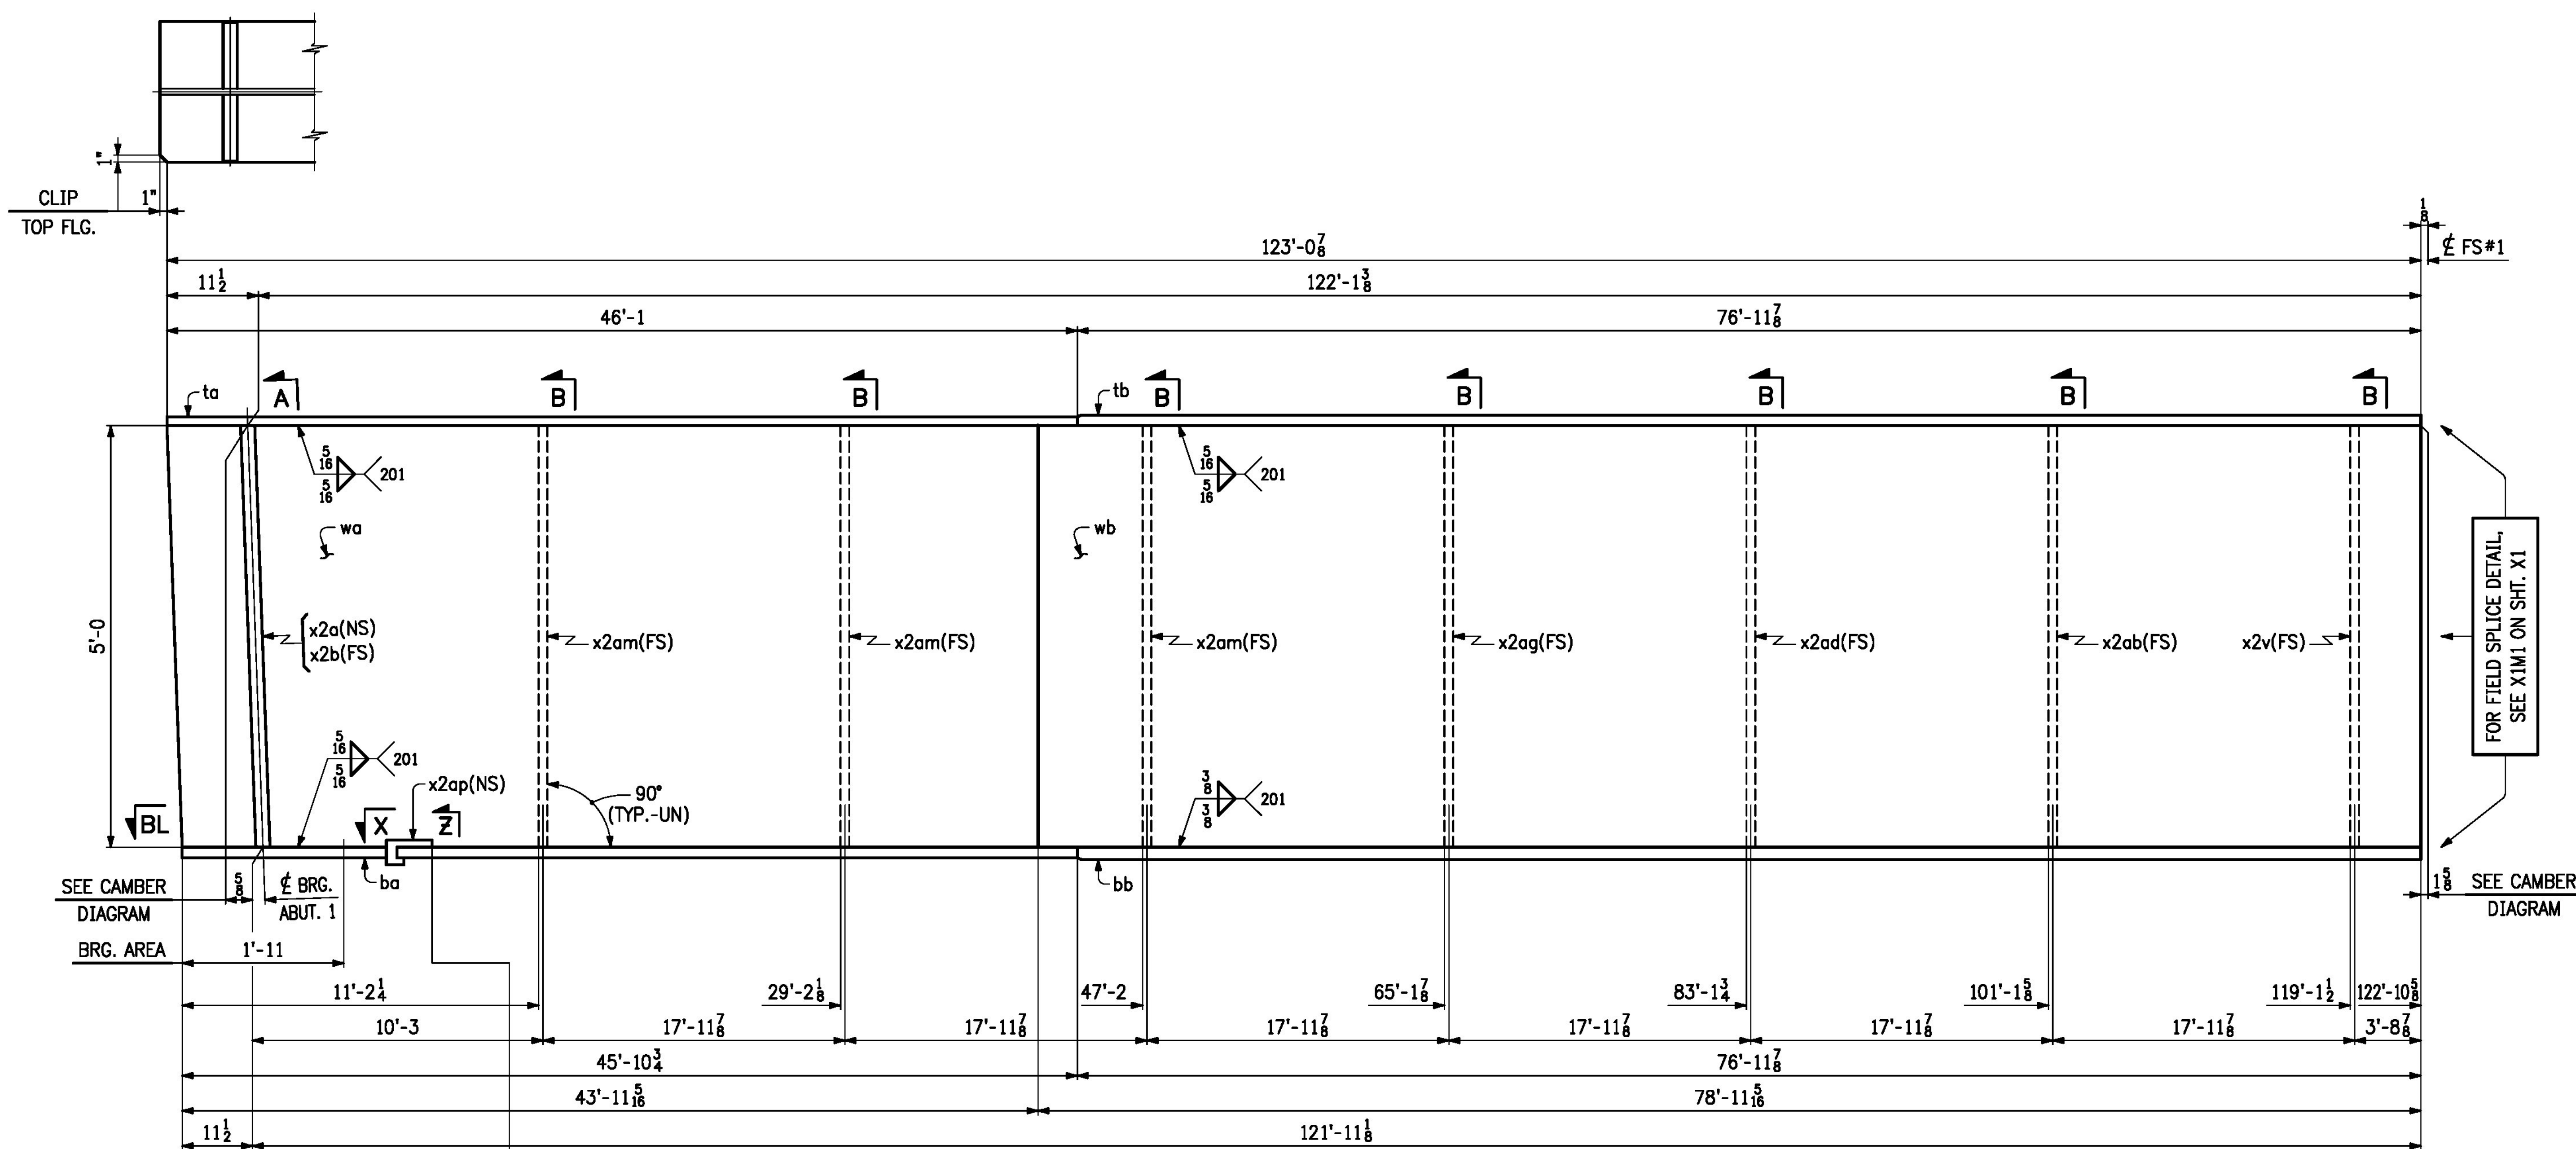 1"
CLIP
TOP FLG.
1"
1/8
123'-0 7/8
℄ FS#1
11 1/2
122'-1 3/8
46'-1
76'-11 7/8
ta
A
B
B
tb
B
B
B
B
B
5/16
5/16
201
5/16
5/16
201
wa
wb
5'-0
x2a(NS)
x2b(FS)
x2am(FS)
x2am(FS)
x2am(FS)
x2ag(FS)
x2ad(FS)
x2ab(FS)
x2v(FS)
FOR FIELD SPLICE DETAIL,
SEE X1M1 ON SHT. X1
5/16
5/16
201
x2ap(NS)
90°
(TYP.-UN)
3/8
3/8
201
BL
X
Z
ba
bb
SEE CAMBER
DIAGRAM
5/8
℄ BRG.
ABUT. 1
1 5/8
SEE CAMBER
DIAGRAM
BRG. AREA
1'-11
11'-2 1/4
29'-2 1/8
47'-2
65'-1 7/8
83'-1 3/4
101'-1 5/8
119'-1 1/2
122'-10 5/8
10'-3
17'-11 7/8
17'-11 7/8
17'-11 7/8
17'-11 7/8
17'-11 7/8
17'-11 7/8
3'-8 7/8
45'-10 3/4
76'-11 7/8
43'-11 5/16
78'-11 5/16
11 1/2
121'-11 1/8